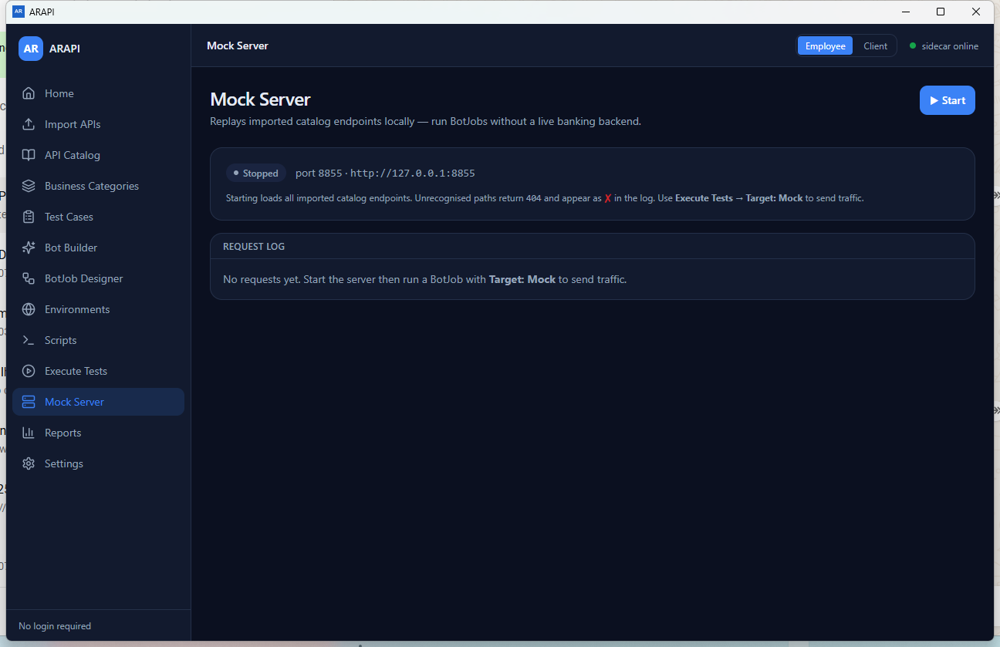 AR ARAPI
AR ARAPI
Mock Server
Employee Client
sidecar online
Home
Import APIs
API Catalog
Business Categories
Test Cases
Bot Builder
BotJob Designer
Environments
Scripts
Execute Tests
Mock Server
Reports
Settings
No login required
Mock Server
Start
Replays imported catalog endpoints locally — run BotJobs without a live banking backend.
Stopped port 8855 · http://127.0.0.1:8855
Starting loads all imported catalog endpoints. Unrecognised paths return 404 and appear as ✗ in the log. Use Execute Tests → Target: Mock to send traffic.
REQUEST LOG
No requests yet. Start the server then run a BotJob with Target: Mock to send traffic.